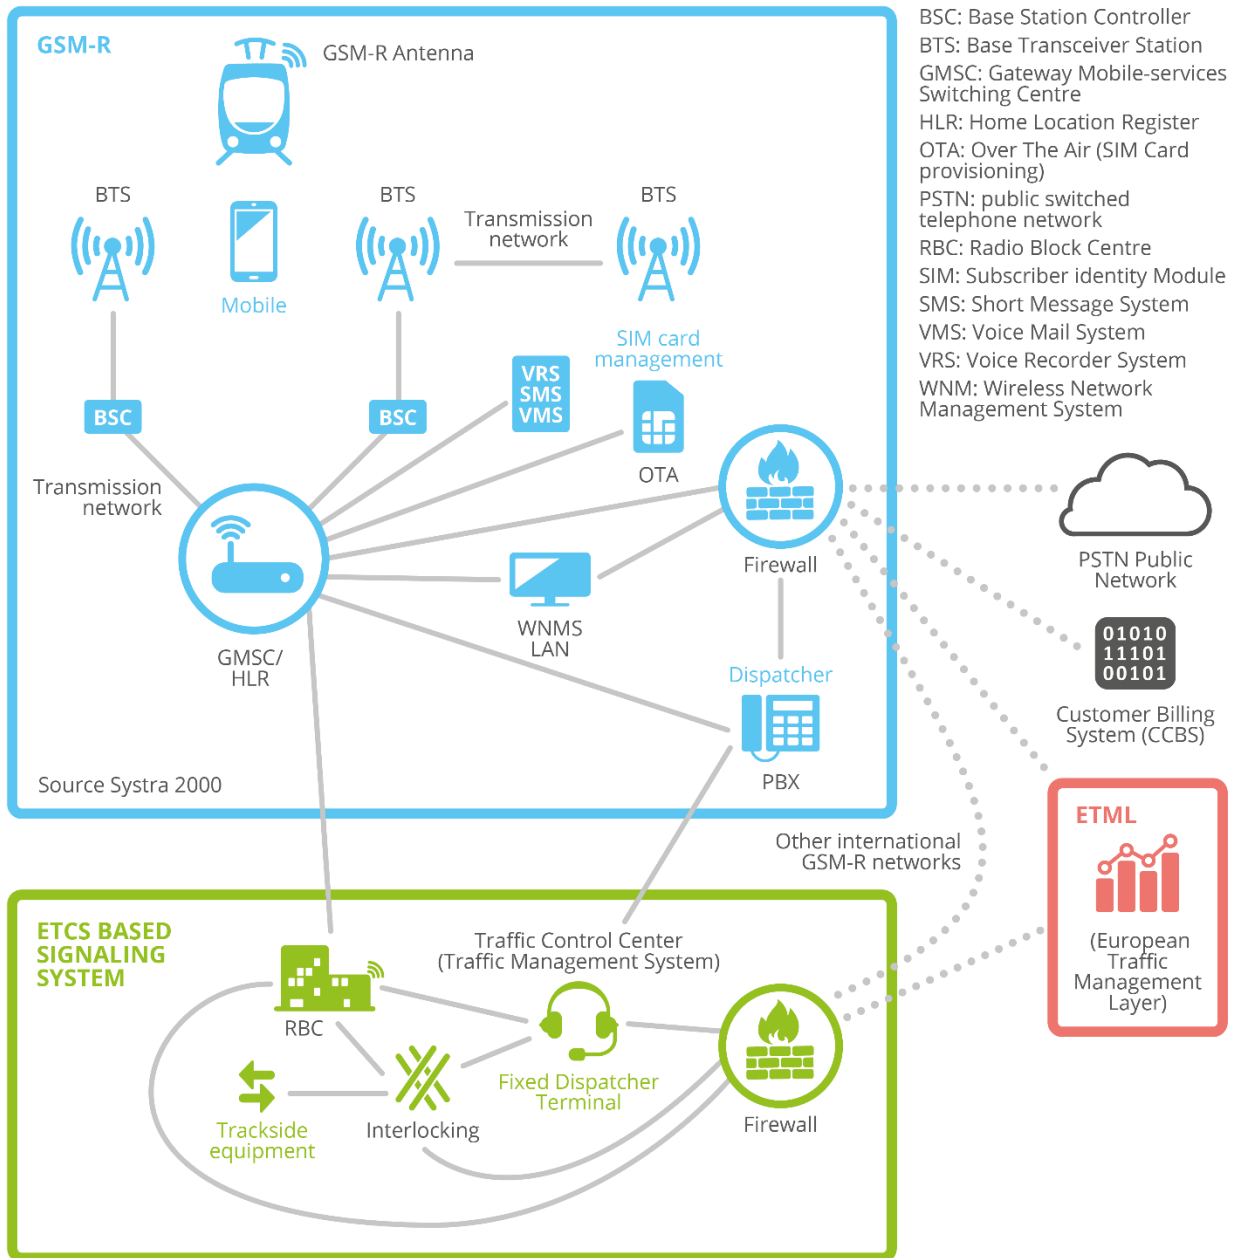 GSM-R
GSM-R Antenna
BTS
BTS
BTS
Transmission
network
Mobile
SIM card
management
VRS
SMS
VMS
BSC
BSC
OTA
Transmission
network
Firewall
WNMS
LAN
GMSC/
HLR
Dispatcher
PBX
Source Systra 2000
BSC: Base Station Controller
BTS: Base Transceiver Station
GMSC: Gateway Mobile-services
Switching Centre
HLR: Home Location Register
OTA: Over The Air (SIM Card
provisioning)
PSTN: public switched
telephone network
RBC: Radio Block Centre
SIM: Subscriber identity Module
SMS: Short Message System
VMS: Voice Mail System
VRS: Voice Recorder System
WNM: Wireless Network
Management System
PSTN Public
Network
01010
11101
00101
Customer Billing
System (CCBS)
ETML
(European
Traffic
Management
Layer)
Other international
GSM-R networks
ETCS BASED
SIGNALING
SYSTEM
Traffic Control Center
(Traffic Management System)
RBC
Fixed Dispatcher
Terminal
Trackside
equipment
Interlocking
Firewall